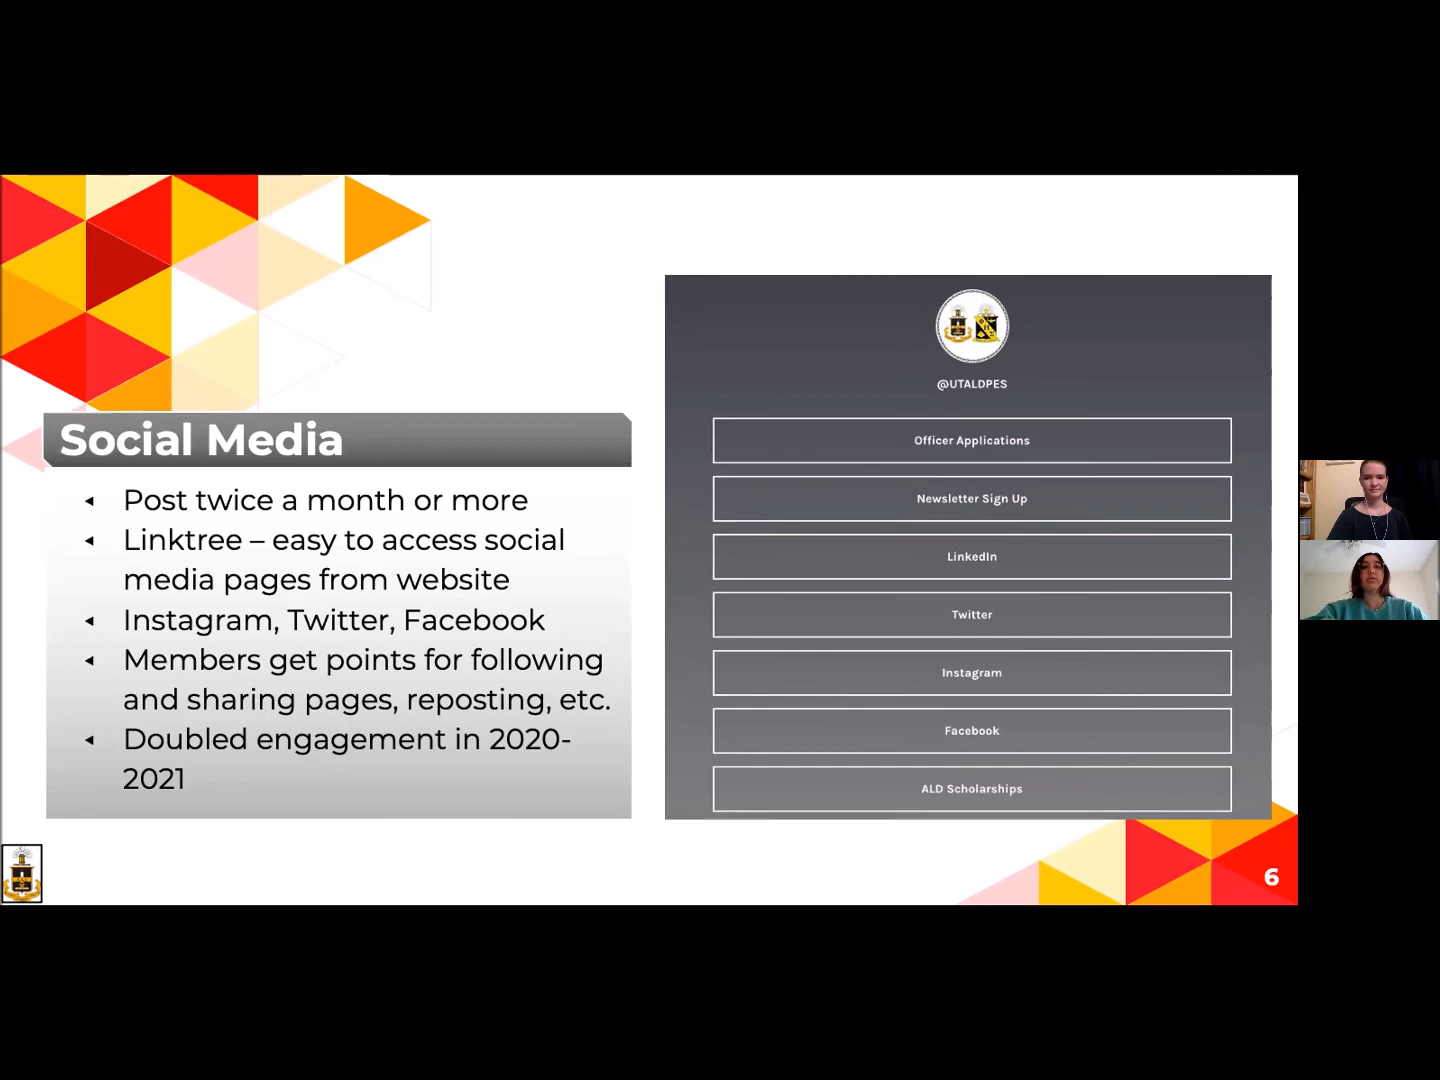 Social Media
Post twice a month or more
Linktree – easy to access social
media pages from website
Instagram, Twitter, Facebook
Members get points for following
and sharing pages, reposting, etc.
Doubled engagement in 2020-
2021
@UTALDPES
Officer Applications
Newsletter Sign Up
LinkedIn
Twitter
Instagram
Facebook
ALD Scholarships
6